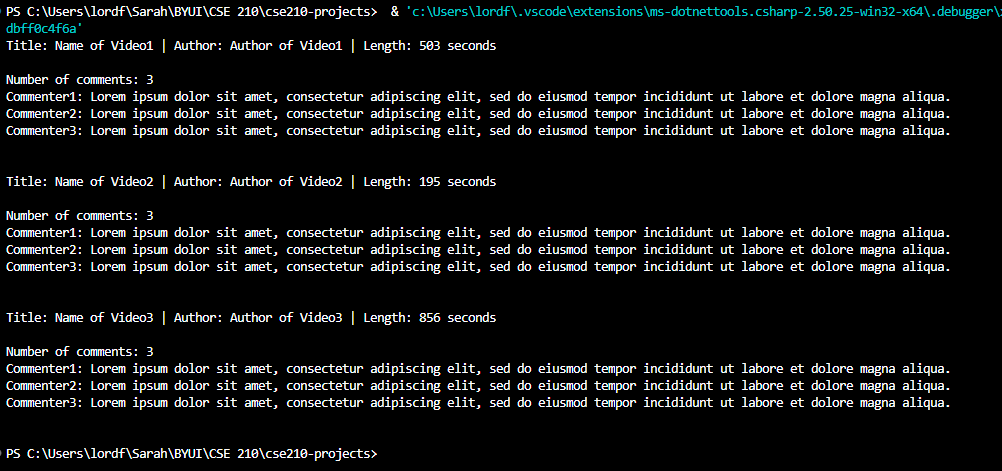 PS C:\Users\lordf\Sarah\BYUI\CSE 210\cse210-projects>  & 'c:\Users\lordf\.vscode\extensions\ms-dotnettools.csharp-2.50.25-win32-x64\.debugger\
dbff0c4f6a'
Title: Name of Video1 | Author: Author of Video1 | Length: 503 seconds
Number of comments: 3
Commenter1: Lorem ipsum dolor sit amet, consectetur adipiscing elit, sed do eiusmod tempor incididunt ut labore et dolore magna aliqua.
Commenter2: Lorem ipsum dolor sit amet, consectetur adipiscing elit, sed do eiusmod tempor incididunt ut labore et dolore magna aliqua.
Commenter3: Lorem ipsum dolor sit amet, consectetur adipiscing elit, sed do eiusmod tempor incididunt ut labore et dolore magna aliqua.
Title: Name of Video2 | Author: Author of Video2 | Length: 195 seconds
Number of comments: 3
Commenter1: Lorem ipsum dolor sit amet, consectetur adipiscing elit, sed do eiusmod tempor incididunt ut labore et dolore magna aliqua.
Commenter2: Lorem ipsum dolor sit amet, consectetur adipiscing elit, sed do eiusmod tempor incididunt ut labore et dolore magna aliqua.
Commenter3: Lorem ipsum dolor sit amet, consectetur adipiscing elit, sed do eiusmod tempor incididunt ut labore et dolore magna aliqua.
Title: Name of Video3 | Author: Author of Video3 | Length: 856 seconds
Number of comments: 3
Commenter1: Lorem ipsum dolor sit amet, consectetur adipiscing elit, sed do eiusmod tempor incididunt ut labore et dolore magna aliqua.
Commenter2: Lorem ipsum dolor sit amet, consectetur adipiscing elit, sed do eiusmod tempor incididunt ut labore et dolore magna aliqua.
Commenter3: Lorem ipsum dolor sit amet, consectetur adipiscing elit, sed do eiusmod tempor incididunt ut labore et dolore magna aliqua.
PS C:\Users\lordf\Sarah\BYUI\CSE 210\cse210-projects>